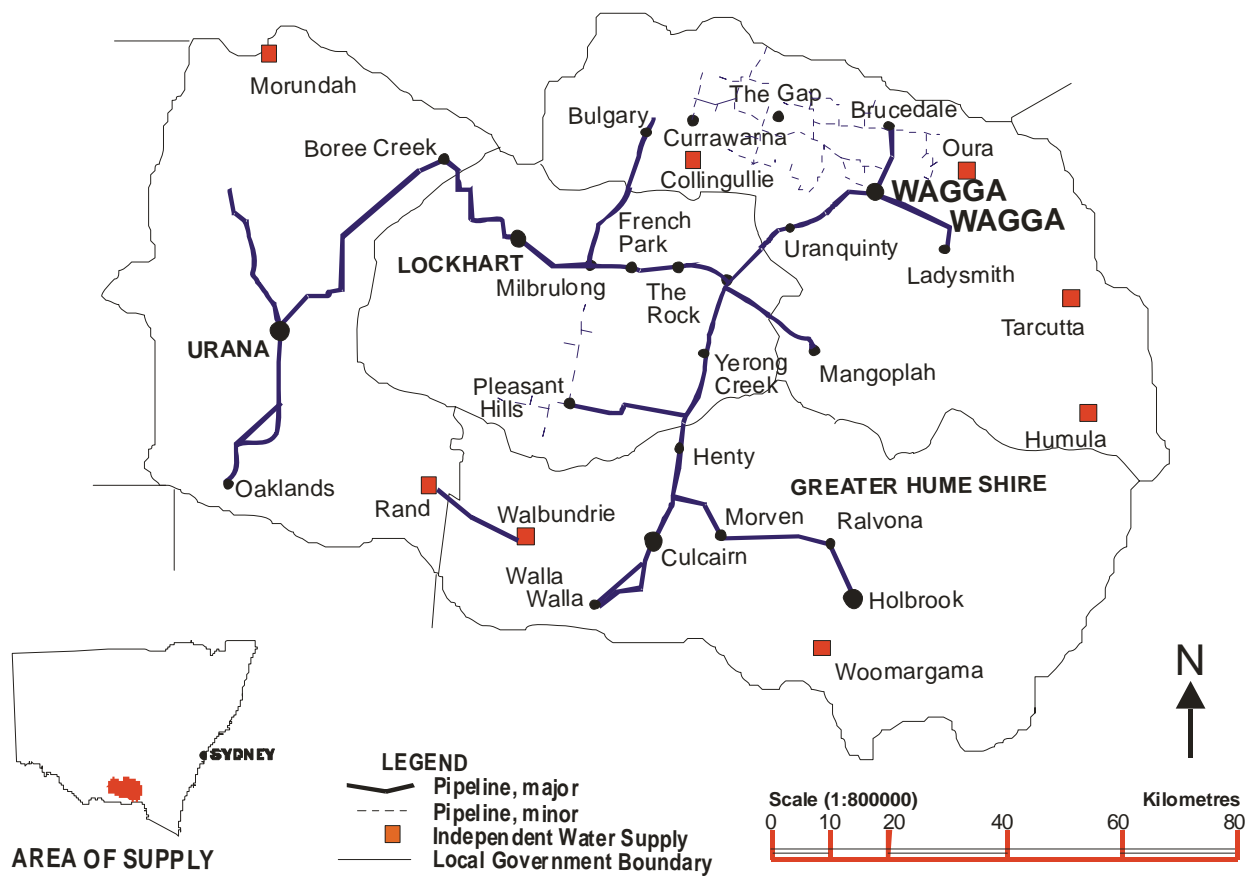 Morundah
The Gap
Bulgary
Brucedale
Currawarna
Boree Creek
Oura
Collingullie
WAGGA
WAGGA
French
Park
Uranquinty
LOCKHART
Ladysmith
Milbrulong
The
Rock
Tarcutta
URANA
Yerong
Creek
Mangoplah
Pleasant
Hills
Humula
Henty
Oaklands
GREATER HUME SHIRE
Rand
Walbundrie
Morven
Ralvona
Culcairn
Walla
Walla
Holbrook
Woomargama
N
SYDNEY
AREA OF SUPPLY
LEGEND
Pipeline, major
Pipeline, minor
Independent Water Supply
Local Government Boundary
Scale (1:800000)
Kilometres
0 10 20 40 60 80